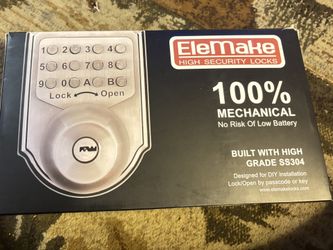 1 2 3 4
5 6 7 8
9 0 A B
Lock Open
EleMake
HIGH SECURITY LOCKS
100%
MECHANICAL
No Risk Of Low Battery
BUILT WITH HIGH
GRADE SS304
Designed for DIY Installation
Lock/Open by passcode or key
www.elemakelocks.com